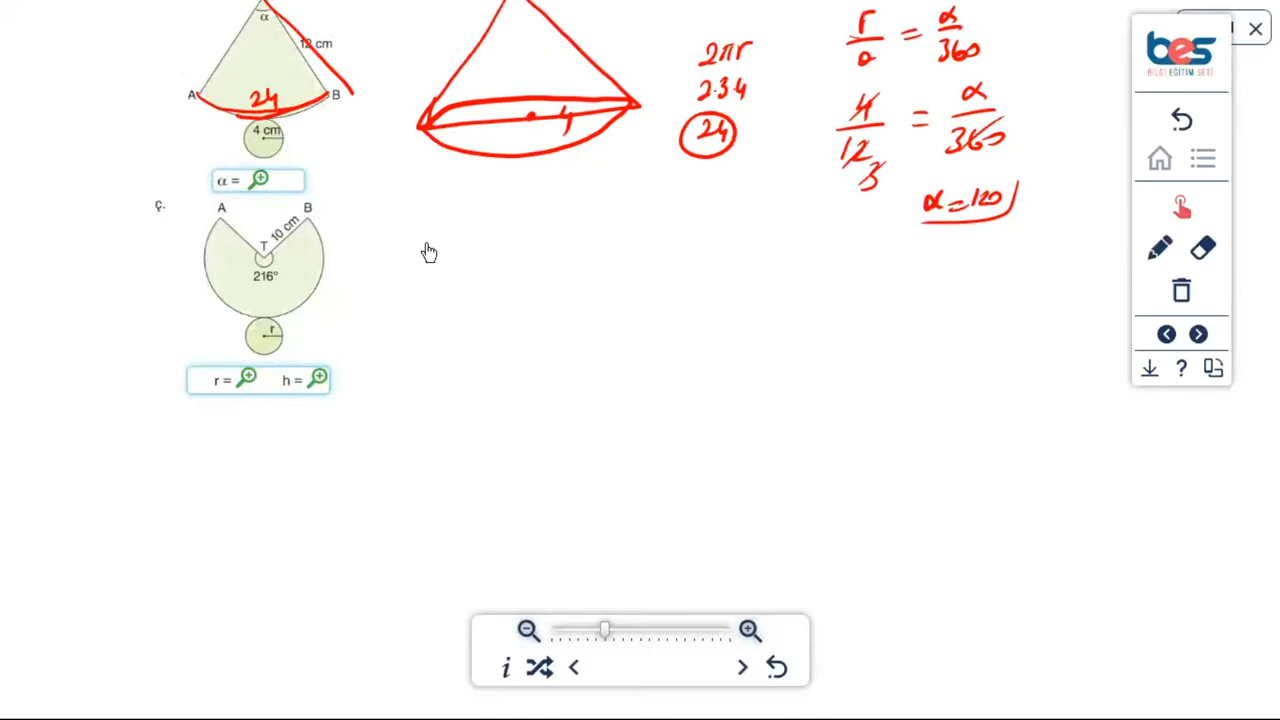 α
12 cm
A
24
B
4 cm
α =
4
2πr
2·3·4
24
r/a = α/360
4/12 = α/360
3
α = 120
ç.
A
B
10 cm
T
216°
r
r =
h =
bes
BİLGİ EĞİTİM SETİ
?
i